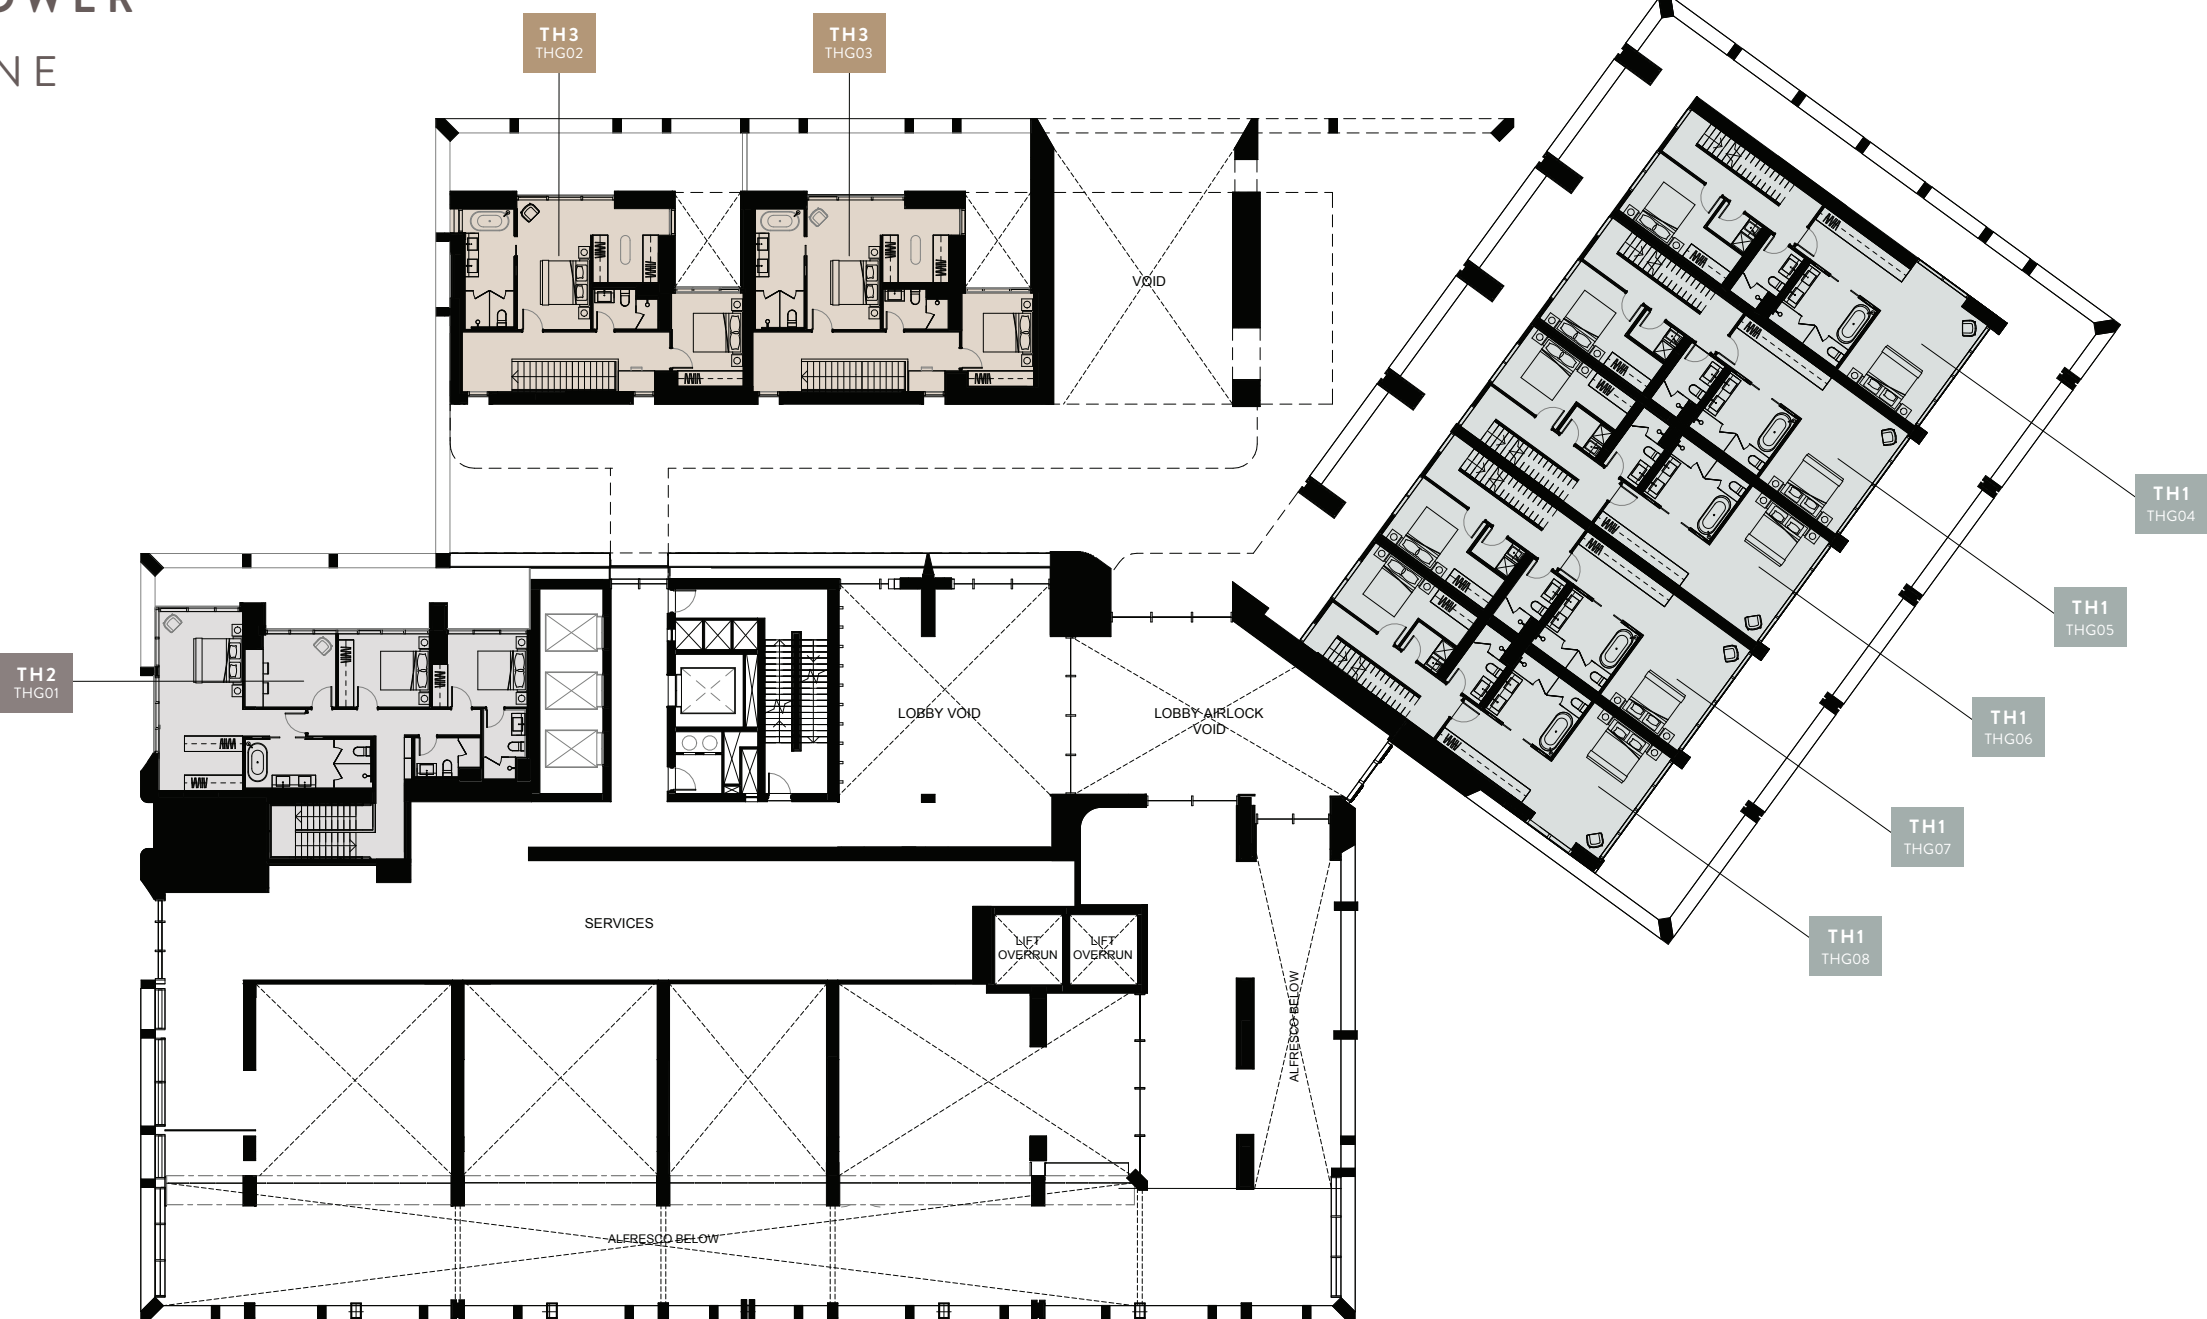 NE
TH3
THG02
TH3
THG03
VOID
TH1
THG04
TH1
THG05
TH2
THG01
LOBBY VOID
LOBBY AIRLOCK
VOID
TH1
THG06
TH1
THG07
SERVICES
LIFT
OVERRUN
LIFT
OVERRUN
TH1
THG08
ALFRESCO BELOW
ALFRESCO BELOW